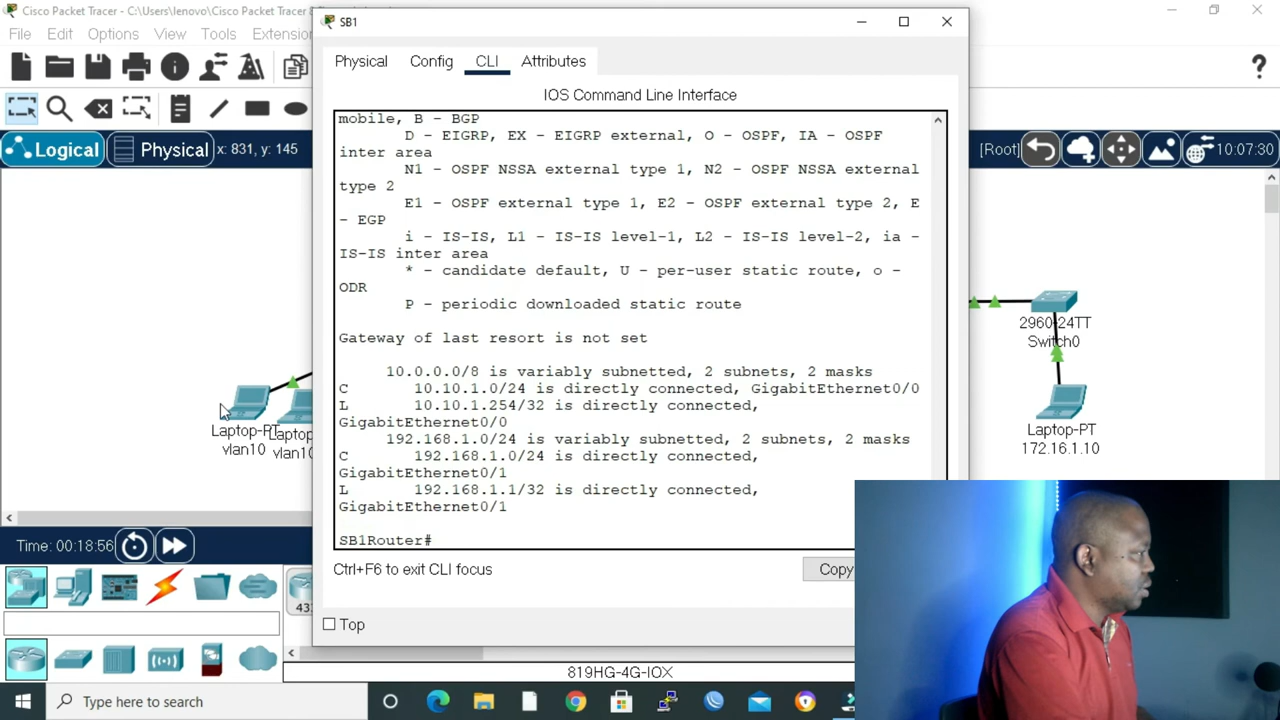 Cisco Packet Tracer - C:\Users\lenovo\Cisco Packet Tracer
SB1
File Edit Options View Tools Extension
Physical Config CLI Attributes
IOS Command Line Interface
Logical Physical x: 831, y: 145
[Root] 10:07:30
mobile, B - BGP
D - EIGRP, EX - EIGRP external, O - OSPF, IA - OSPF
inter area
N1 - OSPF NSSA external type 1, N2 - OSPF NSSA external
type 2
E1 - OSPF external type 1, E2 - OSPF external type 2, E
- EGP
i - IS-IS, L1 - IS-IS level-1, L2 - IS-IS level-2, ia -
IS-IS inter area
* - candidate default, U - per-user static route, o -
ODR
P - periodic downloaded static route
Gateway of last resort is not set
10.0.0.0/8 is variably subnetted, 2 subnets, 2 masks
C 10.10.1.0/24 is directly connected, GigabitEthernet0/0
L 10.10.1.254/32 is directly connected,
GigabitEthernet0/0
192.168.1.0/24 is variably subnetted, 2 subnets, 2 masks
C 192.168.1.0/24 is directly connected,
GigabitEthernet0/1
L 192.168.1.1/32 is directly connected,
GigabitEthernet0/1
SB1Router#
Ctrl+F6 to exit CLI focus
Copy
Top
Laptop-PT
vlan10
Laptop
vlan10
2960-24TT
Switch0
Laptop-PT
172.16.1.10
Time: 00:18:56
43
819HG-4G-IOX
Type here to search